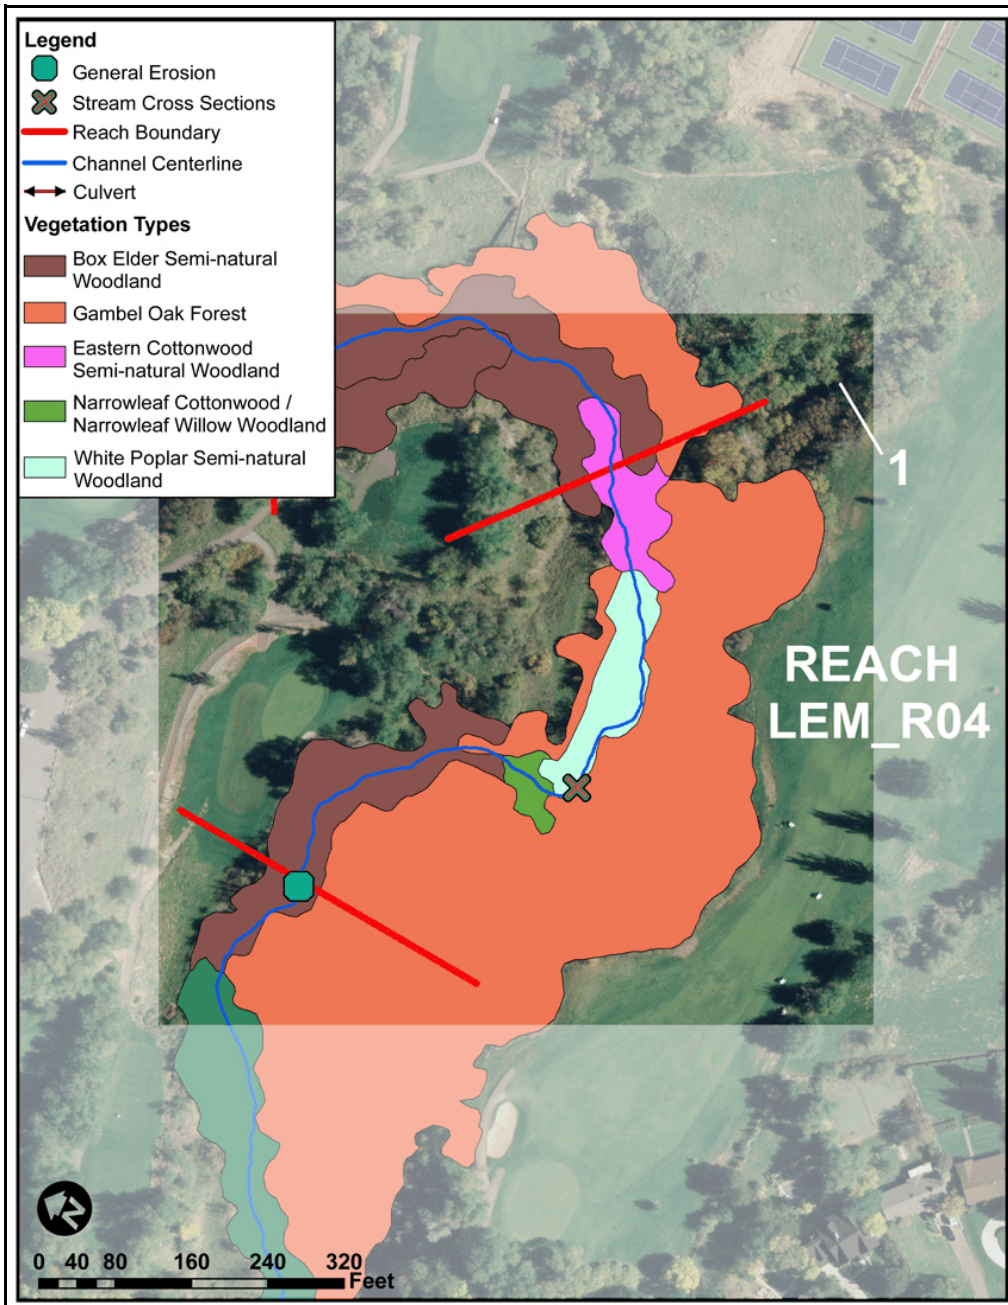 Legend
General Erosion
Stream Cross Sections
Reach Boundary
Channel Centerline
Culvert
Vegetation Types
Box Elder Semi-natural
Woodland
Gambel Oak Forest
Eastern Cottonwood
Semi-natural Woodland
Narrowleaf Cottonwood /
Narrowleaf Willow Woodland
White Poplar Semi-natural
Woodland
1
REACH
LEM_R04
N
0 40 80 160 240 320
Feet